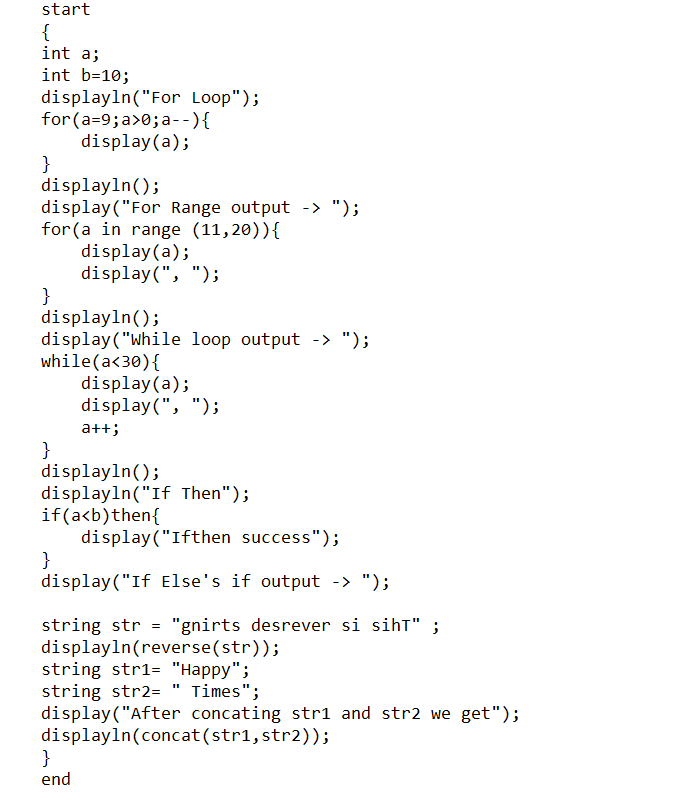 start
{
int a;
int b=10;
displayln("For Loop");
for(a=9;a>0;a--){
    display(a);
}
displayln();
display("For Range output -> ");
for(a in range (11,20)){
    display(a);
    display(", ");
}
displayln();
display("While loop output -> ");
while(a<30){
    display(a);
    display(", ");
    a++;
}
displayln();
displayln("If Then");
if(a<b)then{
    display("Ifthen success");
}
display("If Else's if output -> ");

string str = "gnirts desrever si sihT" ;
displayln(reverse(str));
string str1= "Happy";
string str2= " Times";
display("After concating str1 and str2 we get");
displayln(concat(str1,str2));
}
end